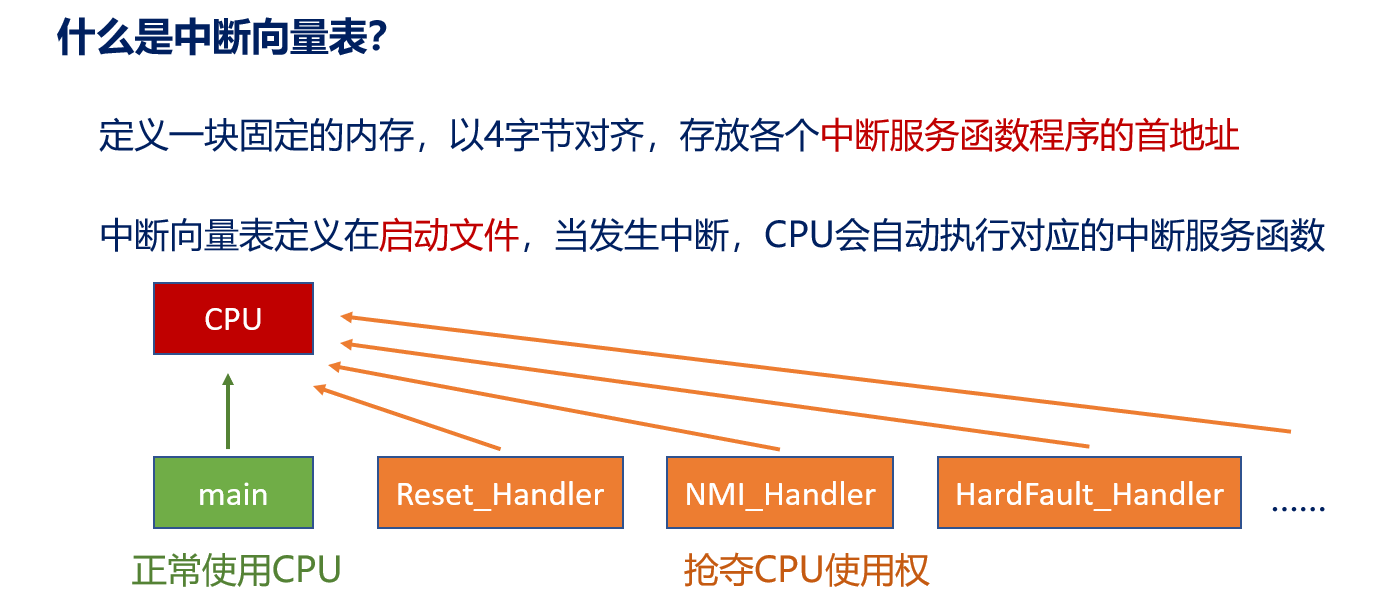 什么是中断向量表?
定义一块固定的内存，以4字节对齐，存放各个中断服务函数程序的首地址
中断向量表定义在启动文件，当发生中断，CPU会自动执行对应的中断服务函数
CPU
main
Reset_Handler
NMI_Handler
HardFault_Handler
......
正常使用CPU
抢夺CPU使用权